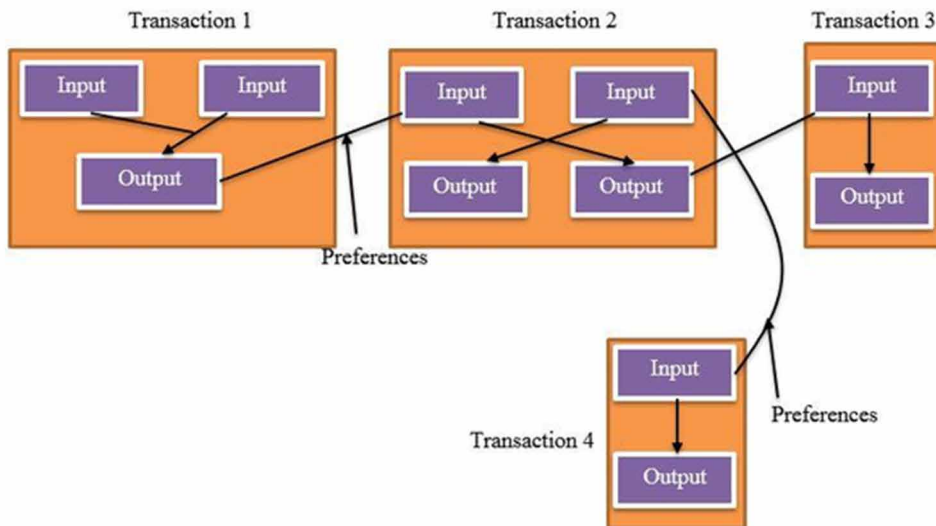 Transaction 1
Transaction 2
Transaction 3
Input
Input
Input
Input
Input
Output
Output
Output
Output
Preferences
Input
Preferences
Transaction 4
Output